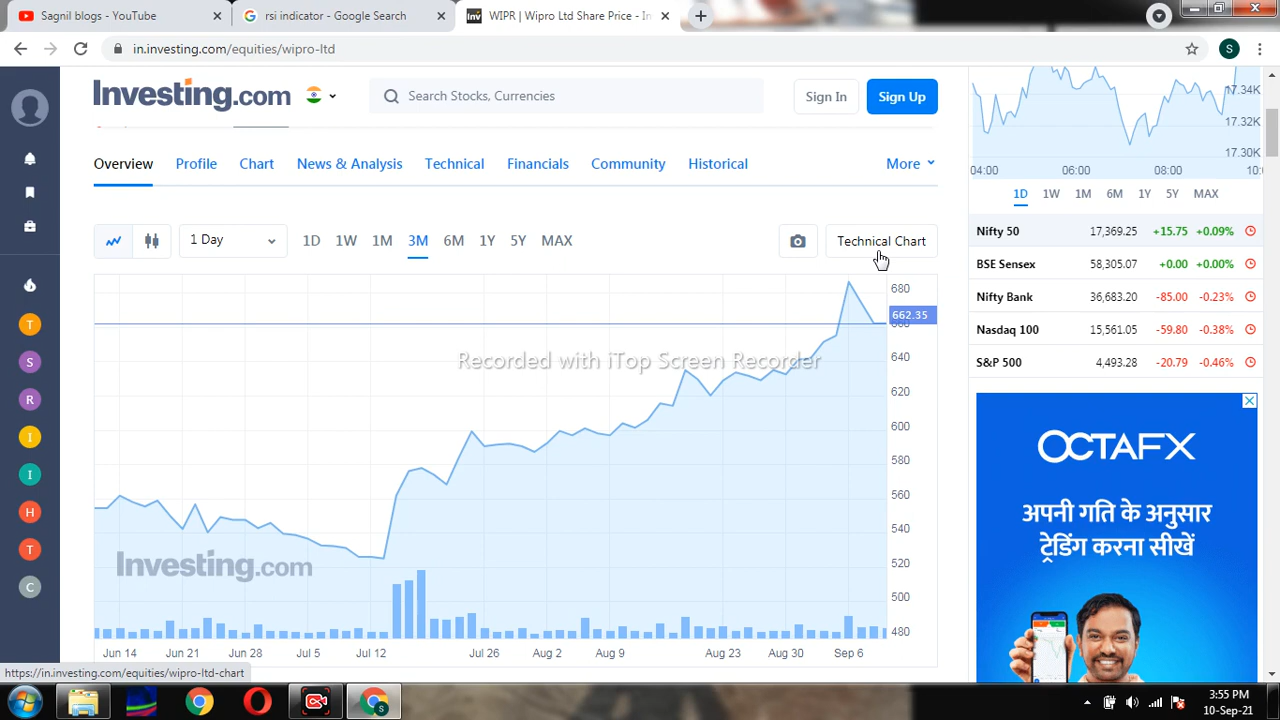 Sagnil blogs - YouTube
rsi indicator - Google Search
WIPR | Wipro Ltd Share Price - In
in.investing.com/equities/wipro-ltd
S
Investing.com
Search Stocks, Currencies
Sign In
Sign Up
Overview
Profile
Chart
News & Analysis
Technical
Financials
Community
Historical
More
1 Day
1D
1W
1M
3M
6M
1Y
5Y
MAX
Technical Chart
680
662.35
640
620
600
580
560
540
520
500
480
Recorded with iTop Screen Recorder
Investing.com
Jun 14
Jun 21
Jun 28
Jul 5
Jul 12
Jul 26
Aug 2
Aug 9
Aug 23
Aug 30
Sep 6
T
S
R
I
I
H
T
C
17.34K
17.32K
17.30K
04:00
06:00
08:00
10:0
1D
1W
1M
6M
1Y
5Y
MAX
Nifty 50 17,369.25 +15.75 +0.09%
BSE Sensex 58,305.07 +0.00 +0.00%
Nifty Bank 36,683.20 -85.00 -0.23%
Nasdaq 100 15,561.05 -59.80 -0.38%
S&P 500 4,493.28 -20.79 -0.46%
OCTAFX
अपनी गति के अनुसार
ट्रेडिंग करना सीखें
https://in.investing.com/equities/wipro-ltd-chart
3:55 PM
10-Sep-21